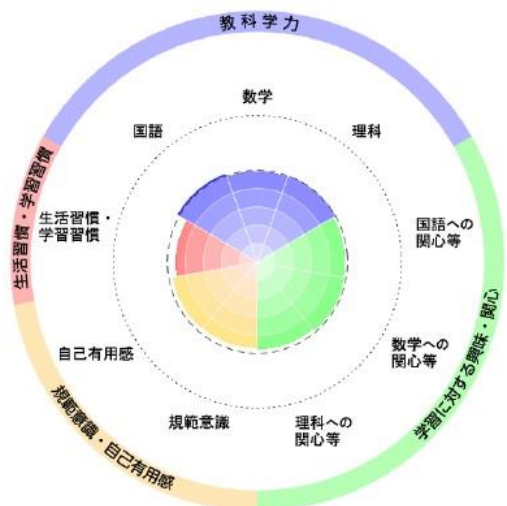 教科学力
数学
国語
理科
生活習慣・学習習慣
生活習慣・
学習習慣
国語への
関心等
自己有用感
数学への
関心等
規範意識
理科への
関心等
規範意識・自己有用感
学習に対する興味・関心